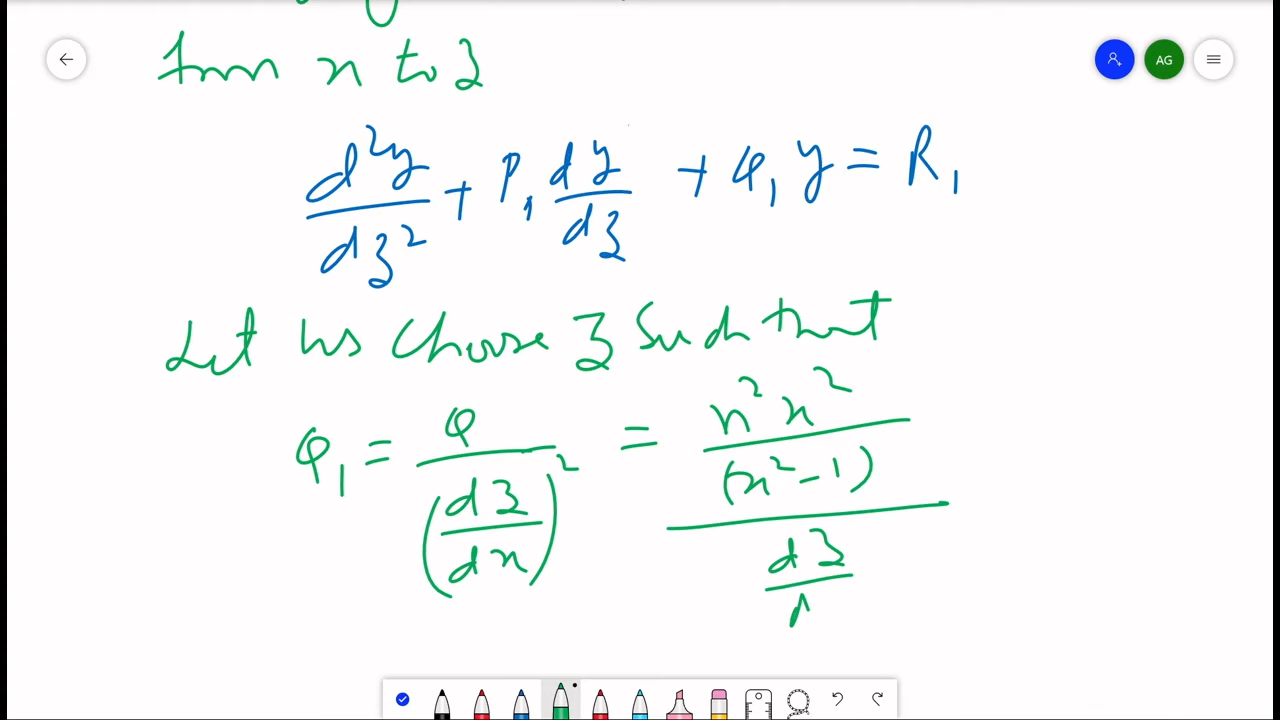 from x to z
d²y/dz² + P₁ dy/dz + Q₁ y = R₁
Let us choose z such that
Q₁ = Q/(dz/dx)² = (n²x²/(x²-1))/(dz/d
AG